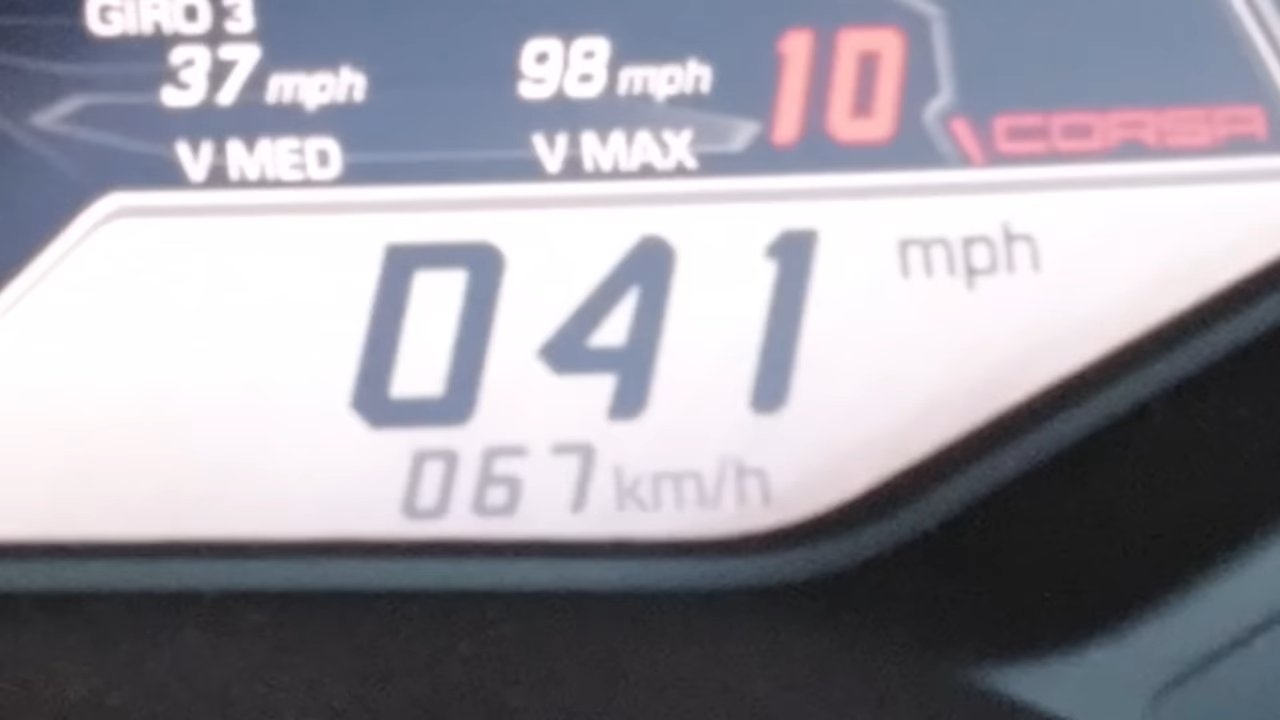 GIRO 3
37 mph 98 mph 10
V MED V MAX CORSA
041 mph
067 km/h